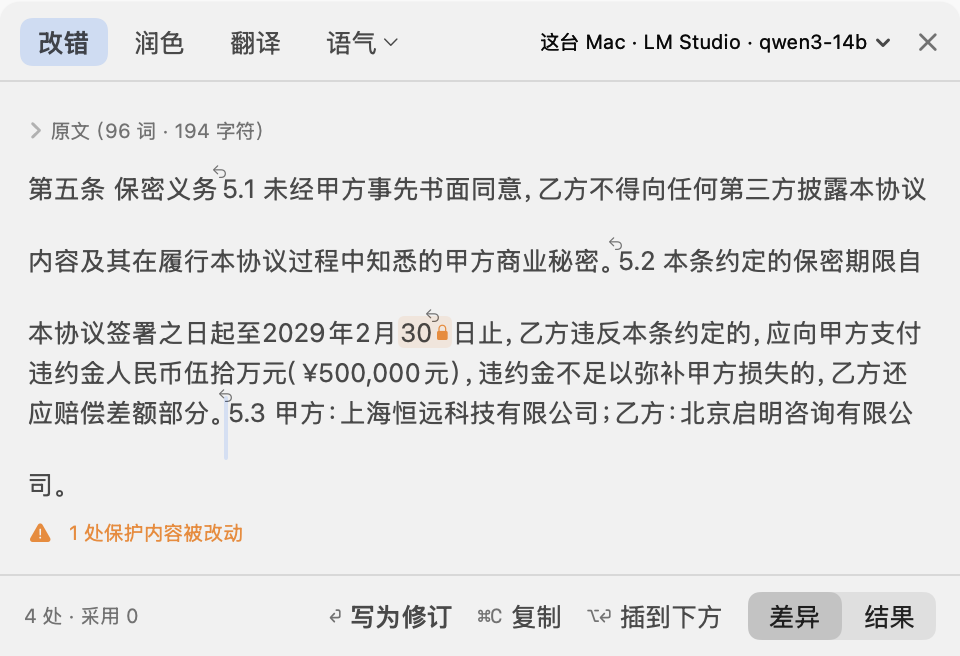 改错 润色 翻译 语气 这台 Mac · LM Studio · qwen3-14b
原文 (96 词 · 194 字符)
第五条 保密义务5.1 未经甲方事先书面同意，乙方不得向任何第三方披露本协议
内容及其在履行本协议过程中知悉的甲方商业秘密。5.2 本条约定的保密期限自
本协议签署之日起至2029年2月30日止，乙方违反本条约定的，应向甲方支付
违约金人民币伍拾万元(¥500,000元)，违约金不足以弥补甲方损失的，乙方还
应赔偿差额部分。5.3 甲方：上海恒远科技有限公司；乙方：北京启明咨询有限公
司。
1 处保护内容被改动
4 处 · 采用 0 写为修订 ⌘C 复制 ⌥⏎ 插到下方 差异 结果